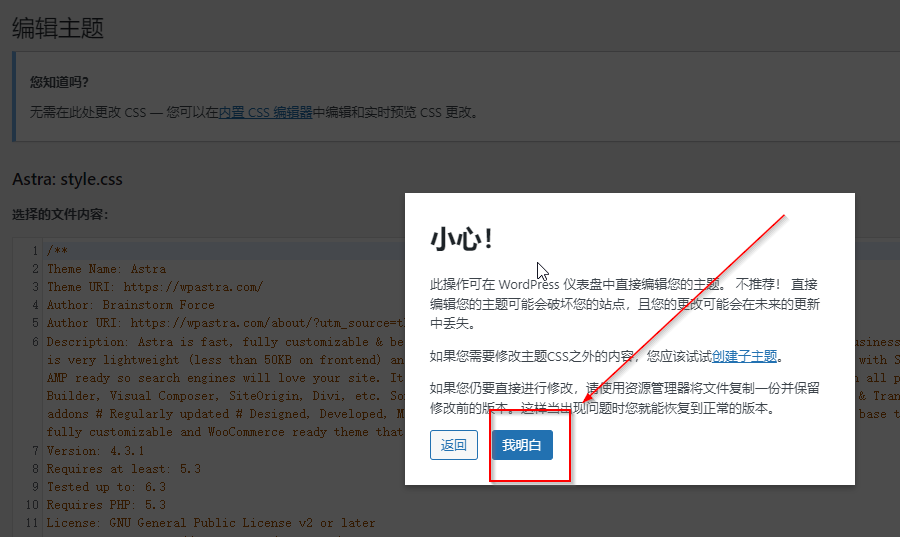 编辑主题
您知道吗?
无需在此处更改 CSS — 您可以在内置 CSS 编辑器中编辑和实时预览 CSS 更改。
Astra: style.css
选择的文件内容：
小心！
此操作可在 WordPress 仪表盘中直接编辑您的主题。 不推荐！ 直接
编辑您的主题可能会破坏您的站点，且您的更改可能会在未来的更新
中丢失。
如果您需要修改主题CSS之外的内容，您应该试试创建子主题。
如果您仍要直接进行修改，请使用资源管理器将文件复制一份并保留
修改前的版本。这样当出现问题时您就能恢复到正常的版本。
返回 我明白
1 /**
2 Theme Name: Astra
3 Theme URI: https://wpastra.com/
4 Author: Brainstorm Force
5 Author URI: https://wpastra.com/about/?utm_source=t
6 Description: Astra is fast, fully customizable & be
is very lightweight (less than 50KB on frontend) an
AMP ready so search engines will love your site. It
Builder, Visual Composer, SiteOrigin, Divi, etc. So
addons # Regularly updated # Designed, Developed, M
fully customizable and WooCommerce ready theme that
7 Version: 4.3.1
8 Requires at least: 5.3
9 Tested up to: 6.3
10 Requires PHP: 5.3
11 License: GNU General Public License v2 or later